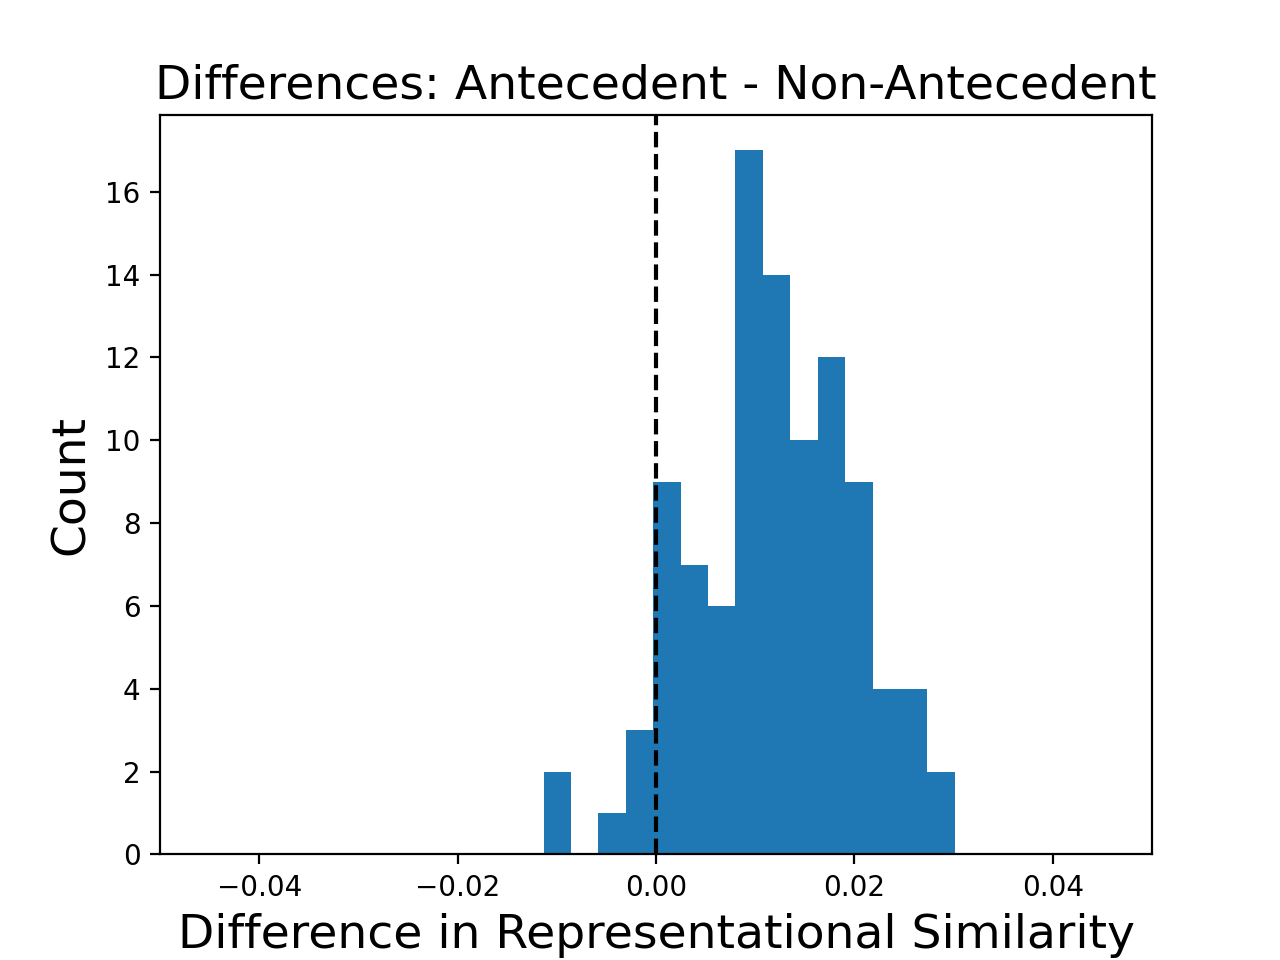 Differences: Antecedent - Non-Antecedent
16
14
12
10
8
6
4
2
0
Count
−0.04 −0.02 0.00 0.02 0.04
Difference in Representational Similarity